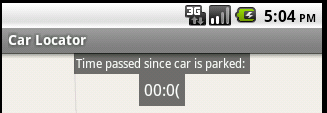 3G 5:04 PM
Car Locator
Time passed since car is parked:
00:0(